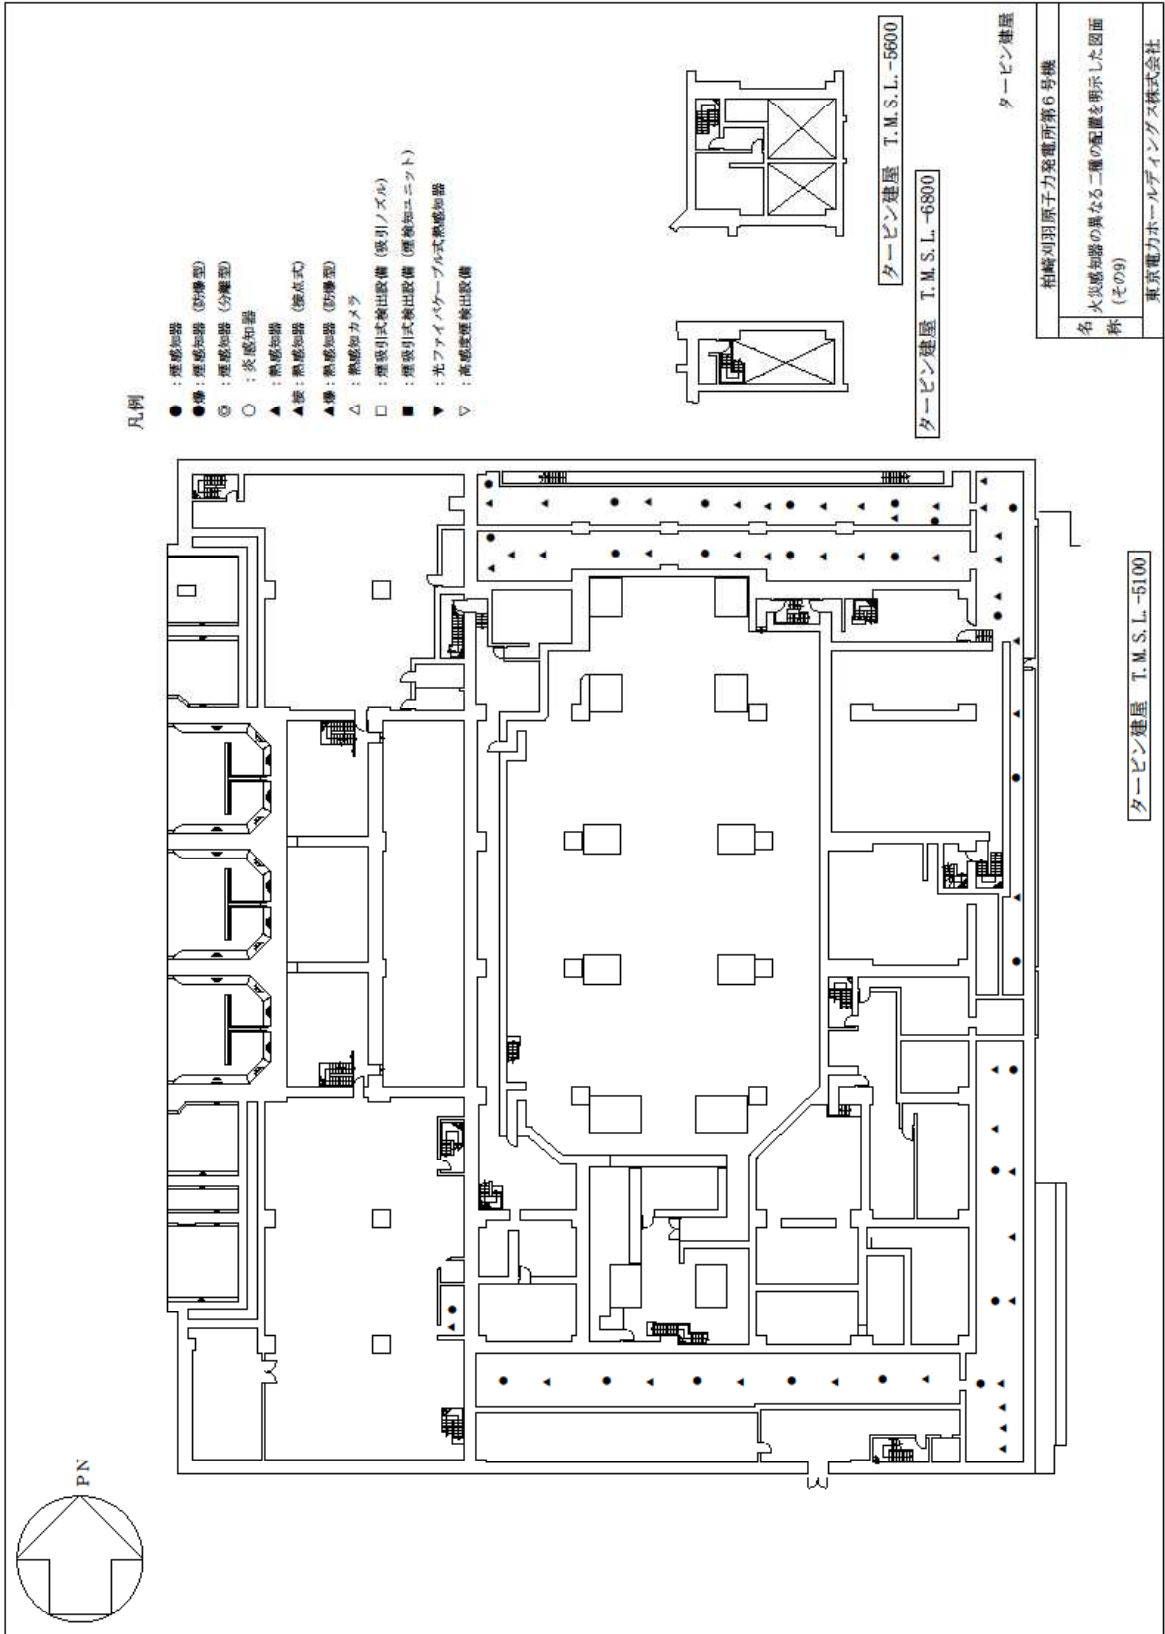 凡例
● : 煙感知器
●爆: 煙感知器 (防爆型)
◎ : 煙感知器 (分離型)
○ : 炎感知器
▲ : 熱感知器
▲接: 熱感知器 (接点式)
▲爆: 熱感知器 (防爆型)
△ : 熱感知カメラ
□ : 煙吸引式検出設備 (吸引ノズル)
■ : 煙吸引式検出設備 (煙検知ユニット)
▼ : 光ファイバケーブル式熱感知器
▽ : 高感度煙検出設備
タービン建屋 T.M.S.L.-5600
タービン建屋 T.M.S.L.-6800
タービン建屋 T.M.S.L.-5100
PN
タービン建屋
柏崎刈羽原子力発電所第6号機
名称
火災感知器の異なる二種の配置を明示した図面
(その9)
東京電力ホールディングス株式会社